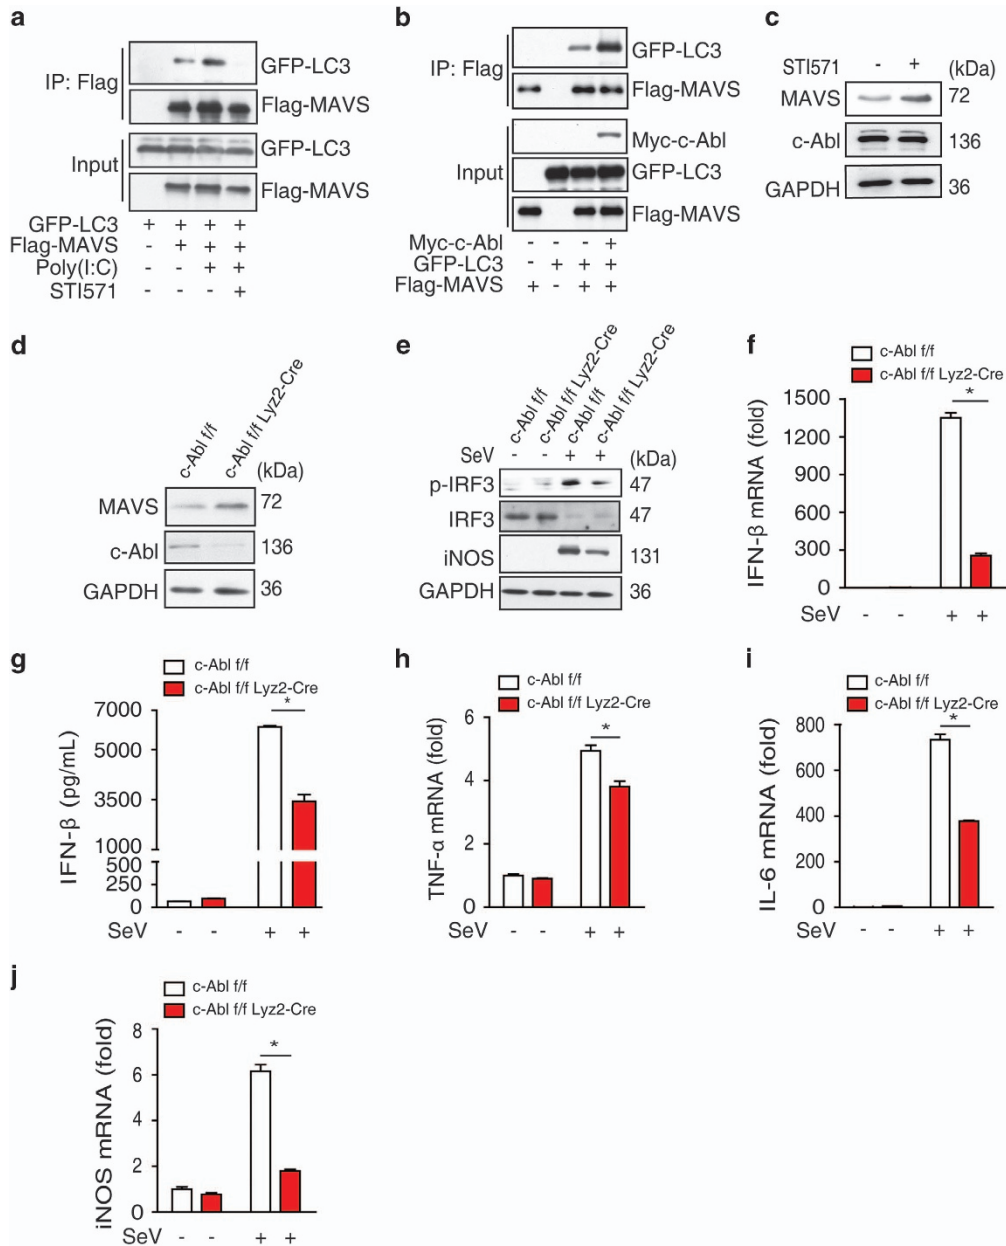 a
IP: Flag
GFP-LC3
Flag-MAVS
Input
GFP-LC3
Flag-MAVS
GFP-LC3 + + + +
Flag-MAVS - + + +
Poly(I:C) - - + +
STI571 - - - +
b
IP: Flag
GFP-LC3
Flag-MAVS
Input
Myc-c-Abl
GFP-LC3
Flag-MAVS
Myc-c-Abl - - - +
GFP-LC3 - + + +
Flag-MAVS + - + +
c
STI571 - + (kDa)
MAVS 72
c-Abl 136
GAPDH 36
d
c-Abl f/f
c-Abl f/f Lyz2-Cre
(kDa)
MAVS 72
c-Abl 136
GAPDH 36
e
c-Abl f/f
c-Abl f/f Lyz2-Cre
c-Abl f/f
c-Abl f/f Lyz2-Cre
SeV - - + + (kDa)
p-IRF3 47
IRF3 47
iNOS 131
GAPDH 36
f
c-Abl f/f
c-Abl f/f Lyz2-Cre
IFN-β mRNA (fold)
1500
1200
900
600
300
0
*
SeV - - + +
g
c-Abl f/f
c-Abl f/f Lyz2-Cre
IFN-β (pg/mL)
7000
6000
3500
1000
500
250
0
*
SeV - - + +
h
c-Abl f/f
c-Abl f/f Lyz2-Cre
TNF-α mRNA (fold)
6
4
2
0
*
SeV - - + +
i
c-Abl f/f
c-Abl f/f Lyz2-Cre
IL-6 mRNA (fold)
800
600
400
200
0
*
SeV - - + +
j
c-Abl f/f
c-Abl f/f Lyz2-Cre
iNOS mRNA (fold)
8
6
4
2
0
*
SeV - - + +